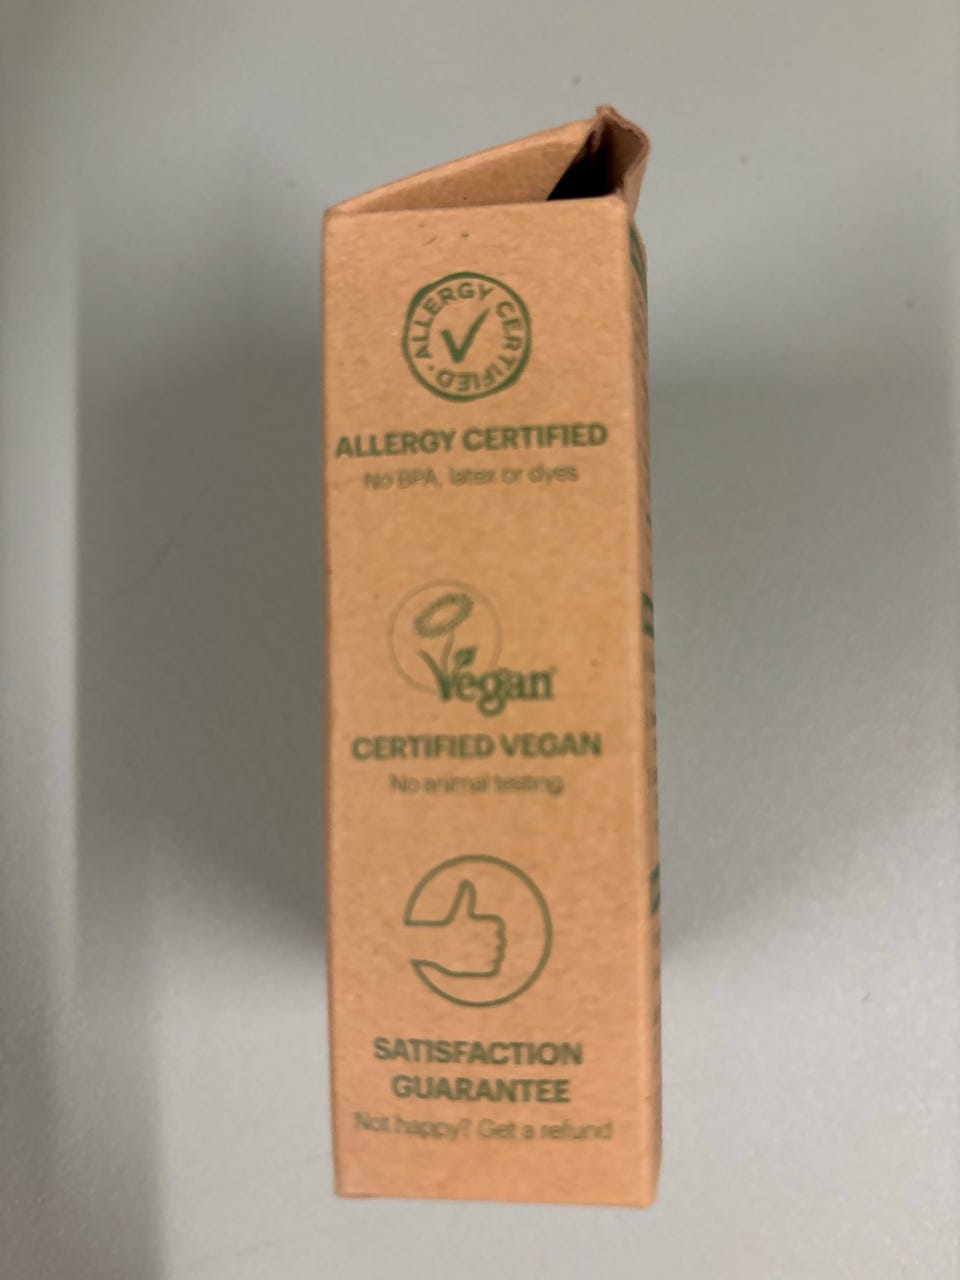 ALLERGY CERTIFIED
ALLERGY CERTIFIED
No BPA, latex or dyes
Vegan
CERTIFIED VEGAN
No animal testing
SATISFACTION
GUARANTEE
Not happy? Get a refund